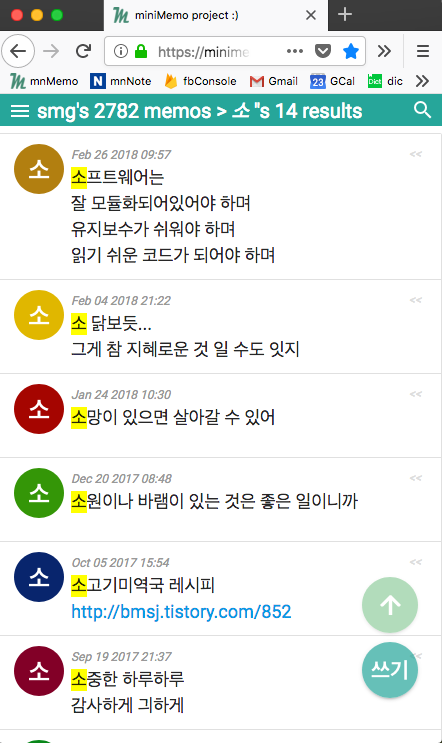 miniMemo project :)
https://minime
mnMemo
mnNote
fbConsole
Gmail
23
GCal
Dict
dic
smg's 2782 memos > 소 "s 14 results
소
Feb 26 2018 09:57
<<
소프트웨어는
잘 모듈화되어있어야 하며
유지보수가 쉬워야 하며
읽기 쉬운 코드가 되어야 하며
소
Feb 04 2018 21:22
<<
소 닭보듯...
그게 참 지혜로운 것 일 수도 잇지
소
Jan 24 2018 10:30
<<
소망이 있으면 살아갈 수 있어
소
Dec 20 2017 08:48
<<
소원이나 바램이 있는 것은 좋은 일이니까
소
Oct 05 2017 15:54
<<
소고기미역국 레시피
http://bmsj.tistory.com/852
소
Sep 19 2017 21:37
<<
소중한 하루하루
감사하게 긔하게
쓰기